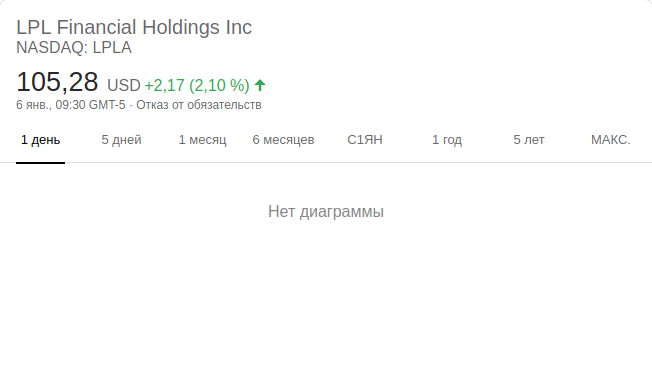 LPL Financial Holdings Inc
NASDAQ: LPLA
105,28 USD +2,17 (2,10 %)
6 янв., 09:30 GMT-5 · Отказ от обязательств
1 день 5 дней 1 месяц 6 месяцев С1ЯН 1 год 5 лет МАКС.
Нет диаграммы